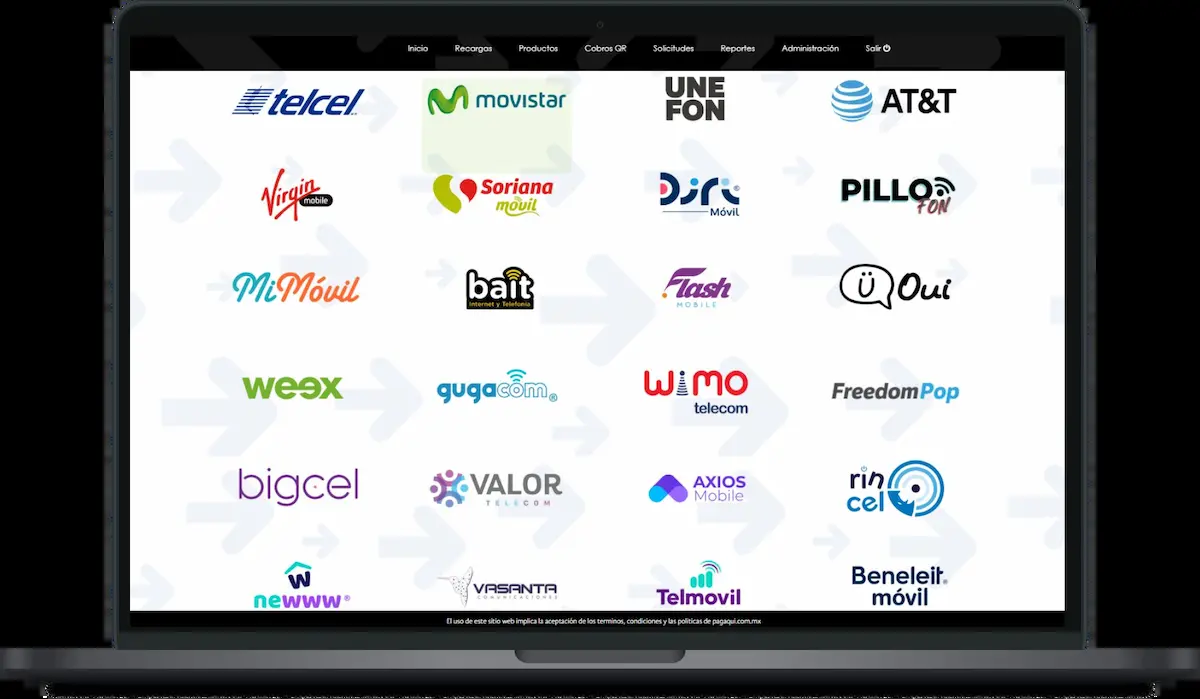 Inicio Recargas Productos Cobros QR Solicitudes Reportes Administración Salir
telcel
movistar
UNE
FON
AT&T
Virgin
mobile
Soriana
móvil
Diri
Móvil
PILLO
FON
MiMóvil
bait
Internet y Telefonía
Flash
MOBILE
Oui
weex
gugacom®
WIMO
telecom
FreedomPop
bigcel
VALOR
TELECOM
AXIOS
Mobile
rin
cel
newww®
VASANTA
COMUNICACIONES
Telmovil
Beneleit
móvil
El uso de este sitio web implica la aceptación de los terminos, condiciones y las politicas de pagaqui.com.mx